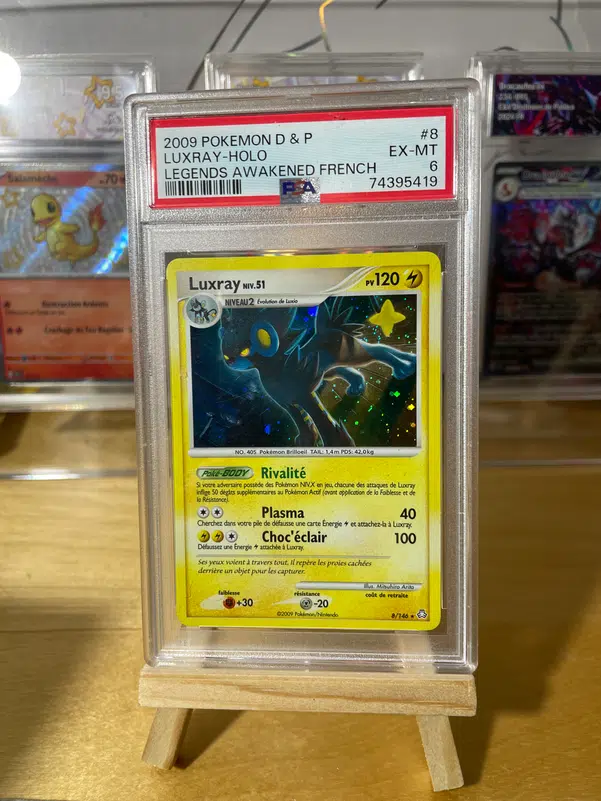 2009 POKEMON D & P #8
LUXRAY-HOLO EX-MT
LEGENDS AWAKENED FRENCH 6
PSA 74395419
Luxray NIV.51 PV 120
NIVEAU2 Évolution de Luxio
NO. 405 Pokémon Brilloeil TAIL: 1,4m PDS: 42,0kg
Poké-BODY Rivalité
Si votre adversaire possède des Pokémon NIV.X en jeu, chacune des attaques de Luxray
inflige 50 dégâts supplémentaires au Pokémon Actif (avant application de la Faiblesse et de
la Résistance).
Plasma 40
Cherchez dans votre pile de défausse une carte Énergie et attachez-la à Luxray.
Choc'éclair 100
Défaussez une Énergie attachée à Luxray.
Ses yeux voient à travers tout. Il repère les proies cachées
derrière un objet pour les capturer.
Illus. Mitsuhiro Arita
faiblesse résistance coût de retraite
+30 -20
©2009 Pokémon/Nintendo 8/146
Salamèche 70